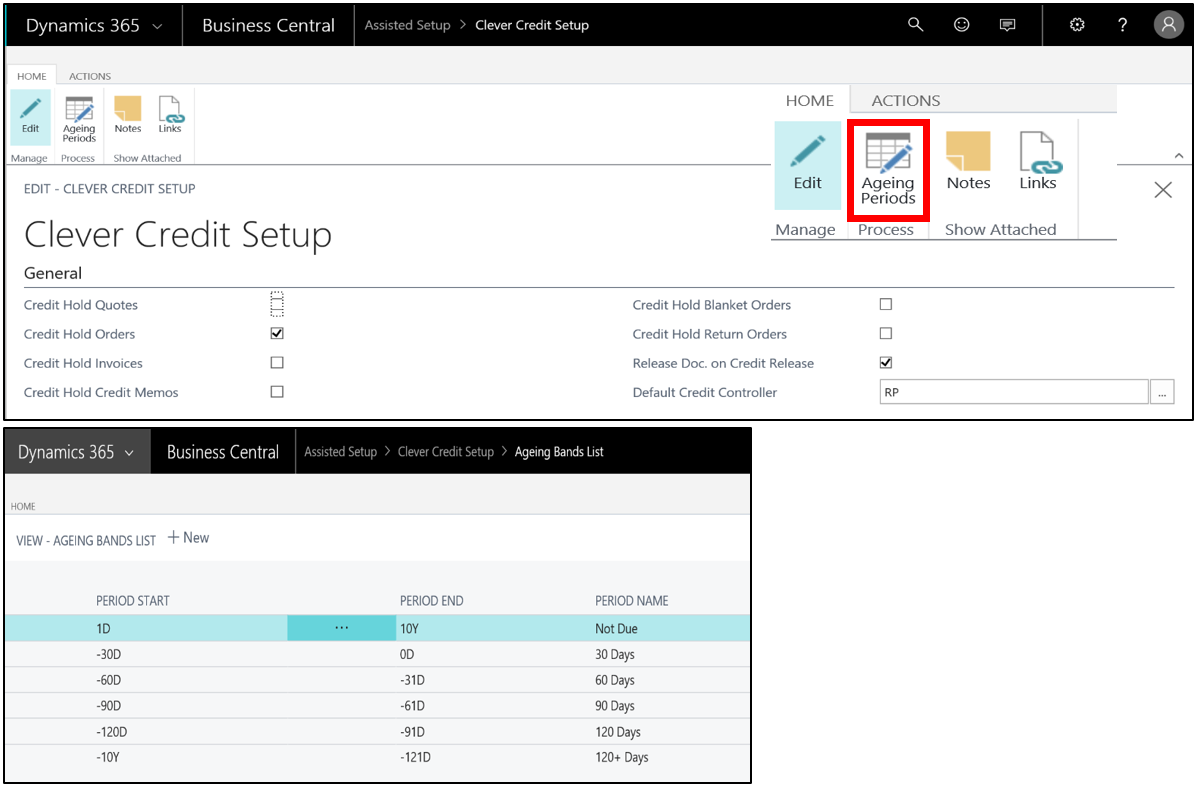 Dynamics 365 Business Central Assisted Setup > Clever Credit Setup ?
HOME ACTIONS
Edit Ageing Periods Notes Links
Manage Process Show Attached
HOME ACTIONS
Edit Ageing Periods Notes Links
Manage Process Show Attached
EDIT - CLEVER CREDIT SETUP
Clever Credit Setup
General
Credit Hold Quotes Credit Hold Blanket Orders
Credit Hold Orders Credit Hold Return Orders
Credit Hold Invoices Release Doc. on Credit Release
Credit Hold Credit Memos Default Credit Controller RP ...
Dynamics 365 Business Central Assisted Setup > Clever Credit Setup > Ageing Bands List
HOME
VIEW - AGEING BANDS LIST + New
PERIOD START PERIOD END PERIOD NAME
1D ... 10Y Not Due
-30D 0D 30 Days
-60D -31D 60 Days
-90D -61D 90 Days
-120D -91D 120 Days
-10Y -121D 120+ Days